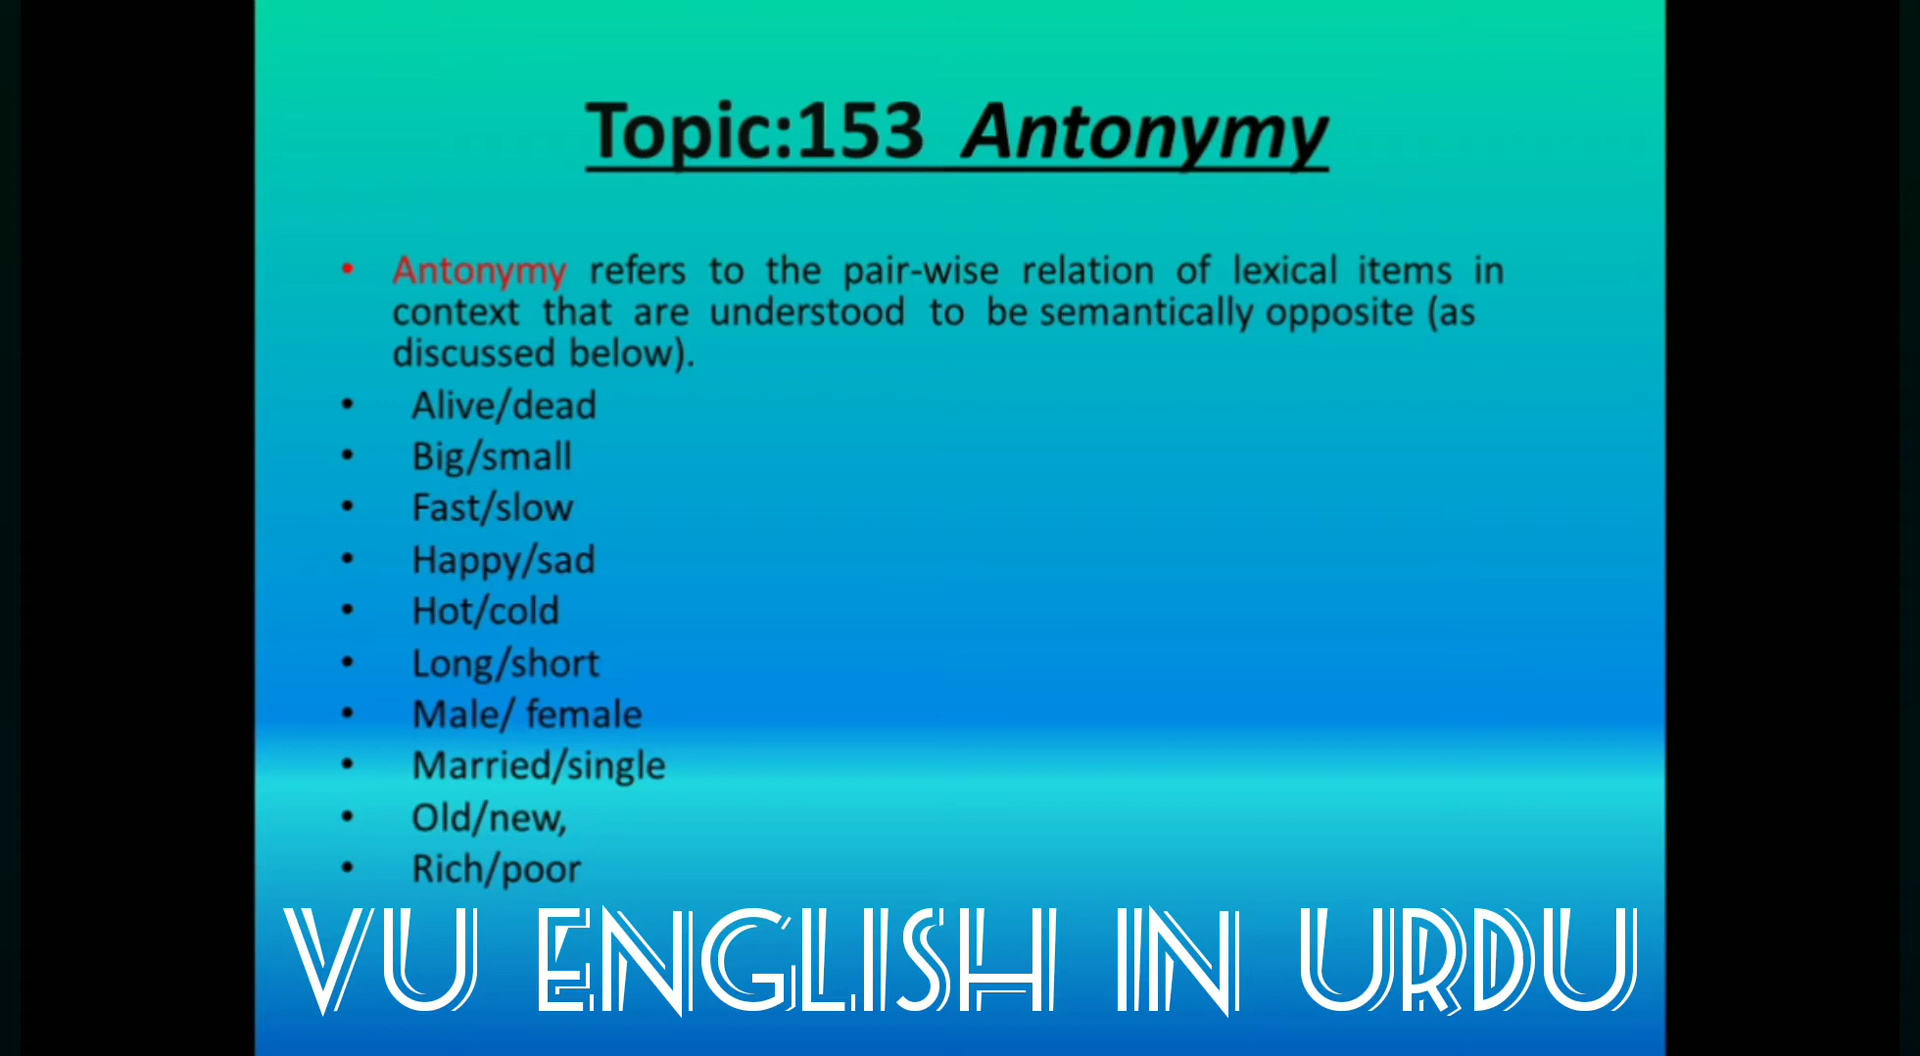 Topic:153 Antonymy
• Antonymy refers to the pair-wise relation of lexical items in
context that are understood to be semantically opposite (as
discussed below).
• Alive/dead
• Big/small
• Fast/slow
• Happy/sad
• Hot/cold
• Long/short
• Male/ female
• Married/single
• Old/new,
• Rich/poor
VU ENGLISH IN URDU